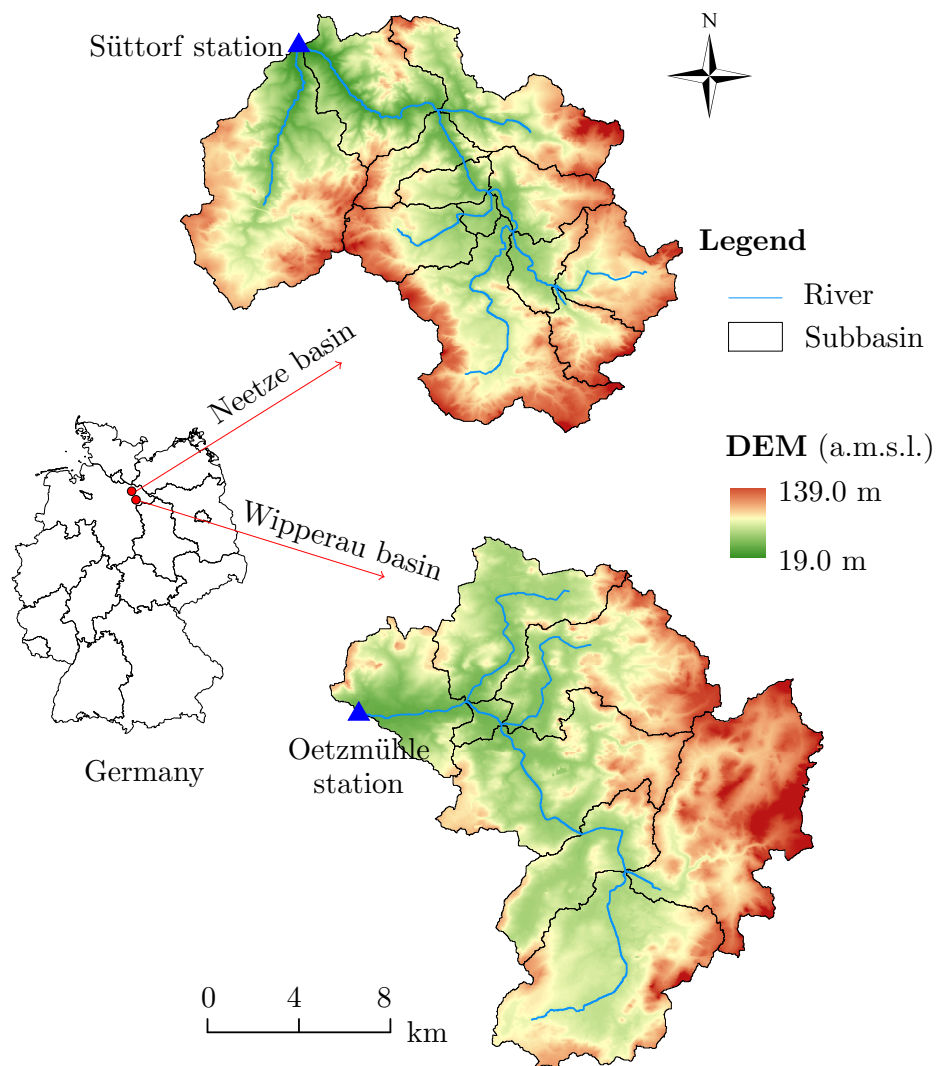 N
Süttorf station
Legend
River
Subbasin
Neetze basin
DEM (a.m.s.l.)
139.0 m
19.0 m
Wipperau basin
Oetzmühle
station
Germany
0 4 8
km